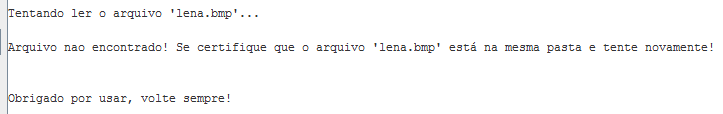 Tentando ler o arquivo 'lena.bmp'...
Arquivo nao encontrado! Se certifique que o arquivo 'lena.bmp' está na mesma pasta e tente novamente!
Obrigado por usar, volte sempre!